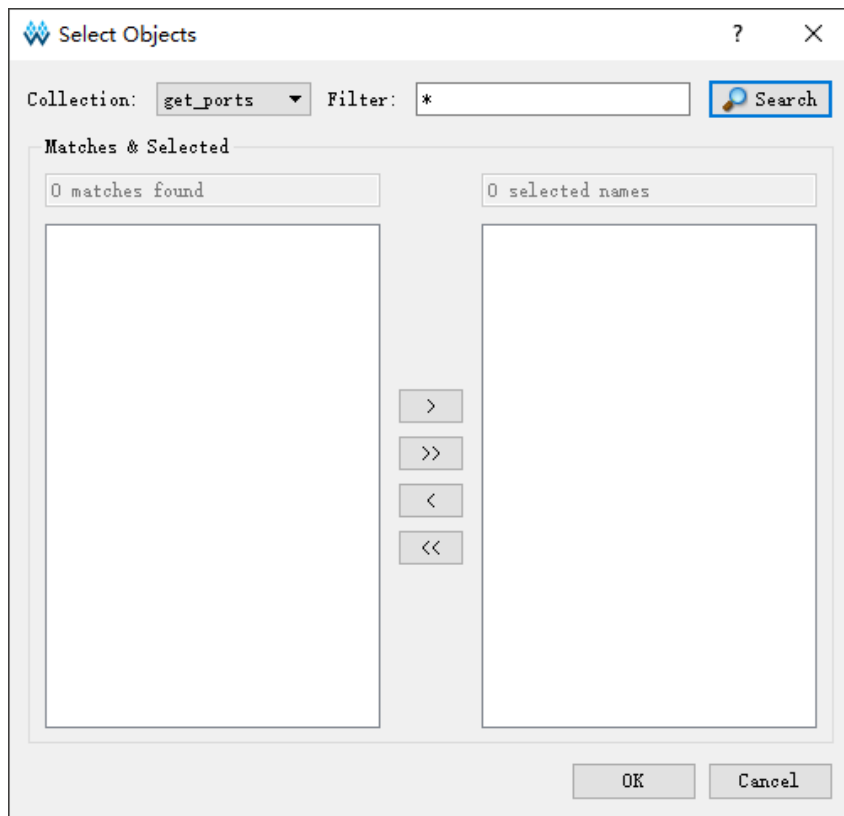 Select Objects ?
Collection: get_ports Filter: * Search
Matches & Selected
0 matches found 0 selected names
>
>>
<
<<
OK Cancel